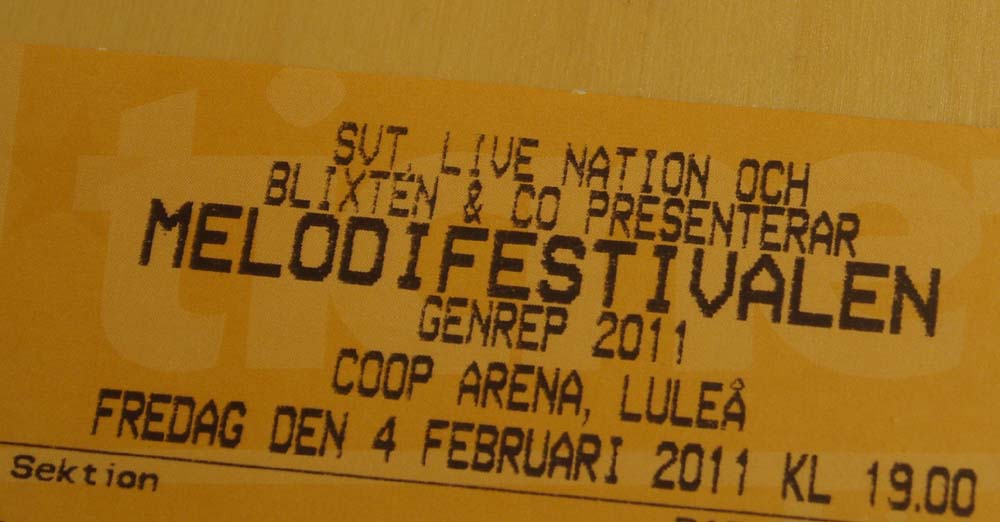 SVT, LIVE NATION OCH
BLIXTEN & CO PRESENTERAR
MELODIFESTIVALEN
GENREP 2011
COOP ARENA, LULEÅ
FREDAG DEN 4 FEBRUARI 2011 KL 19.00
Sektion